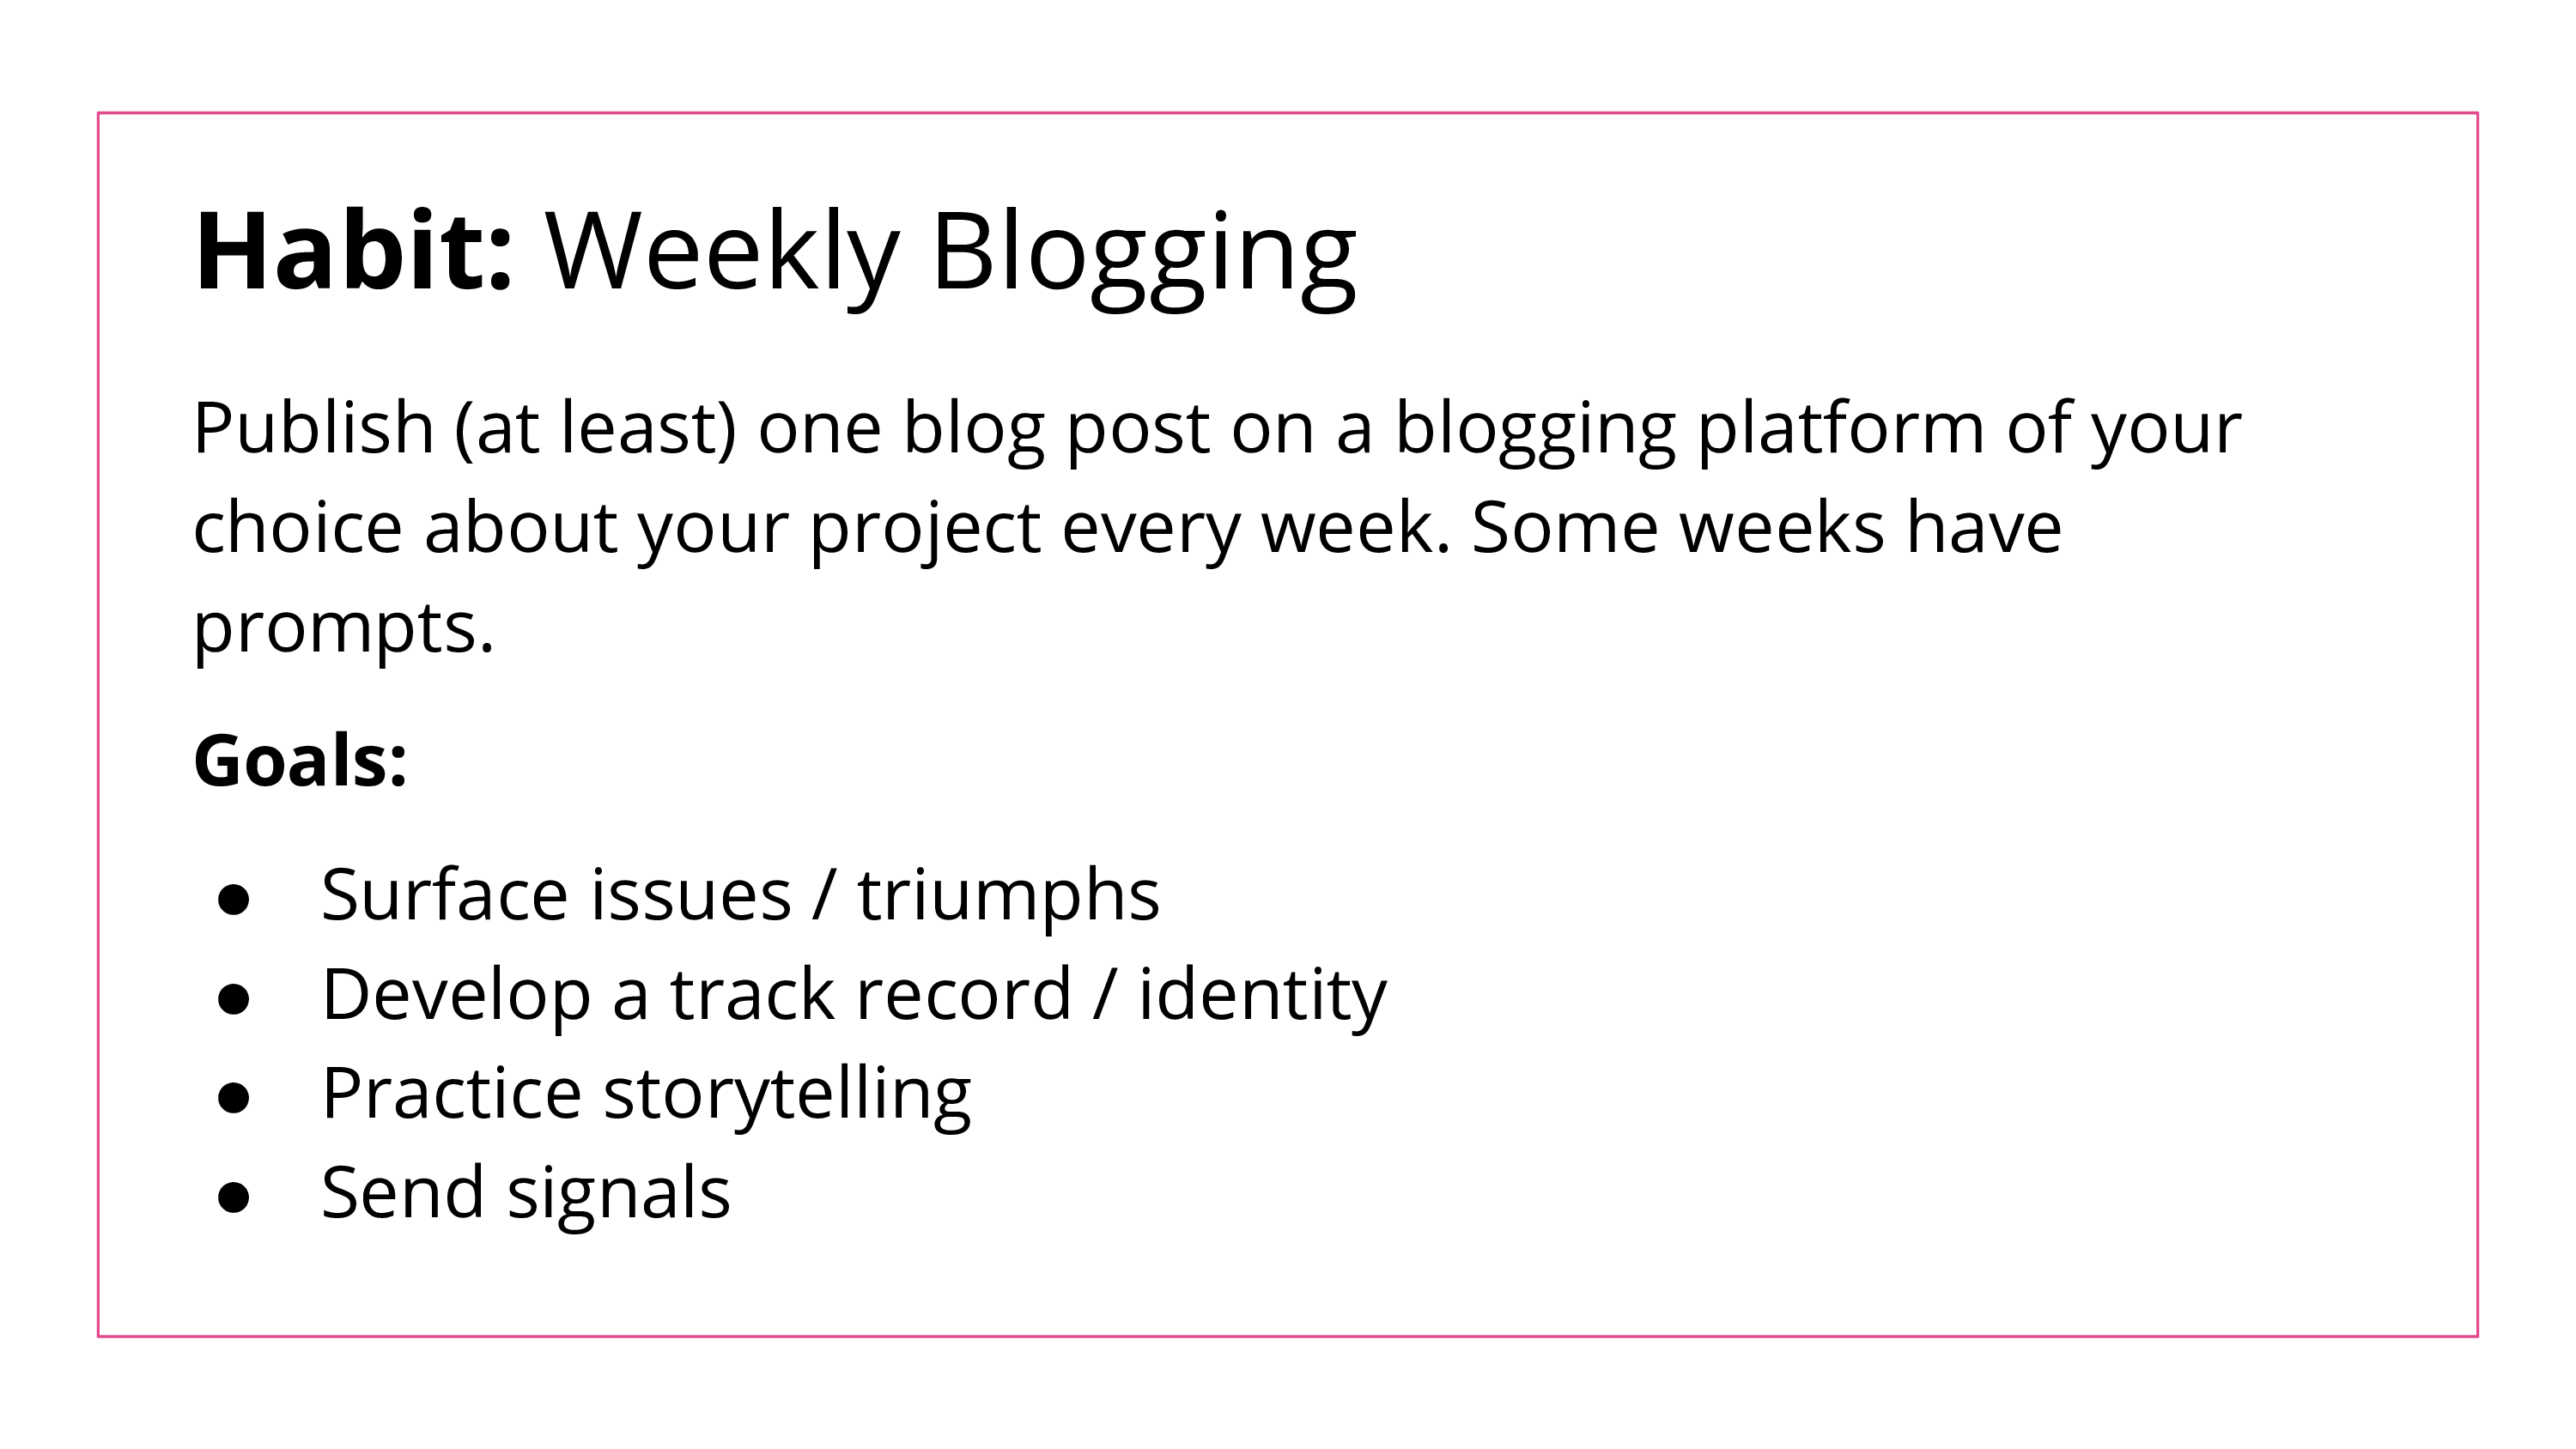 Habit: Weekly Blogging
Publish (at least) one blog post on a blogging platform of your
choice about your project every week. Some weeks have
prompts.
Goals:
● Surface issues / triumphs
● Develop a track record / identity
● Practice storytelling
● Send signals